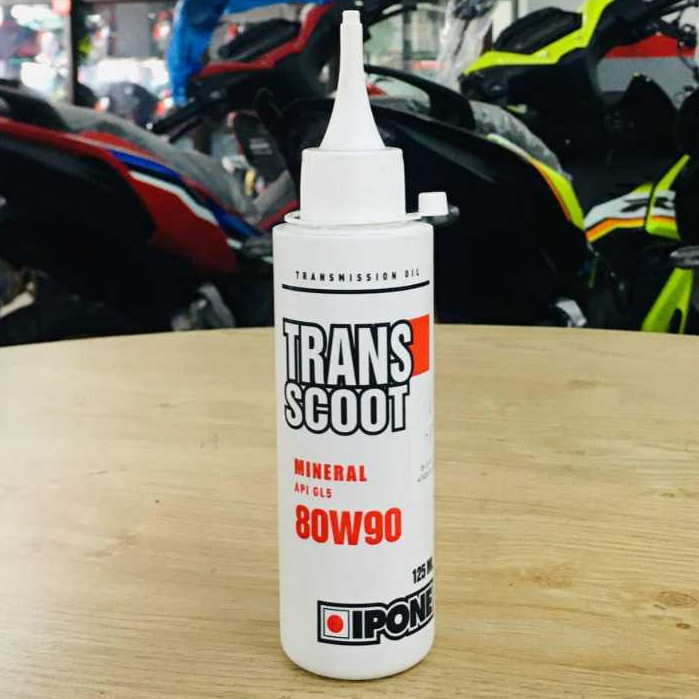 TRANSMISSION OIL
TRANS
SCOOT
MINERAL
API GL5
80W90
125 ML
IPONE